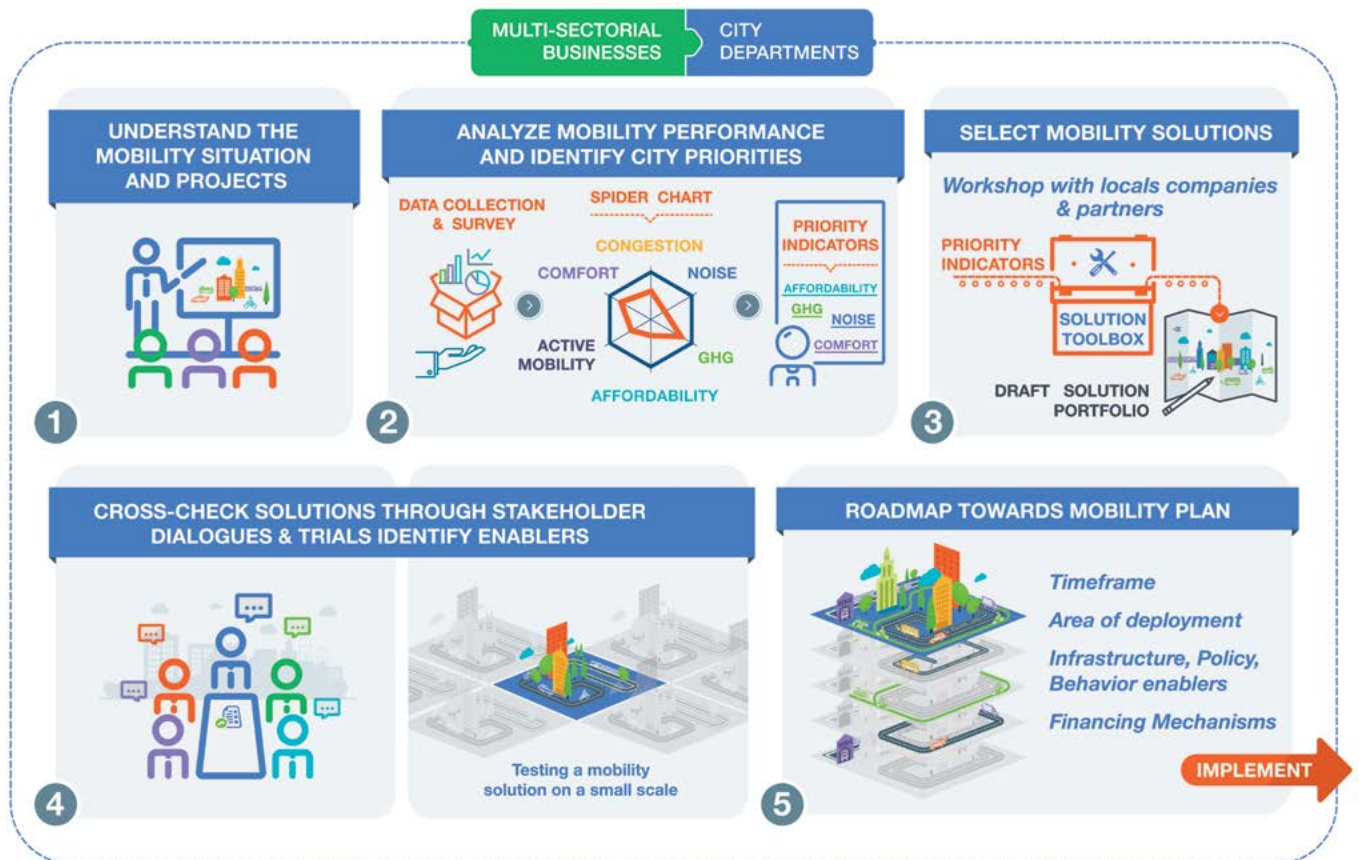 MULTI-SECTORIAL
BUSINESSES
CITY
DEPARTMENTS
UNDERSTAND THE
MOBILITY SITUATION
AND PROJECTS
1
ANALYZE MOBILITY PERFORMANCE
AND IDENTIFY CITY PRIORITIES
DATA COLLECTION
& SURVEY
SPIDER CHART
CONGESTION
COMFORT
NOISE
ACTIVE
MOBILITY
GHG
AFFORDABILITY
PRIORITY
INDICATORS
AFFORDABILITY
GHG
NOISE
COMFORT
2
SELECT MOBILITY SOLUTIONS
Workshop with locals companies
& partners
PRIORITY
INDICATORS
SOLUTION
TOOLBOX
DRAFT SOLUTION
PORTFOLIO
3
CROSS-CHECK SOLUTIONS THROUGH STAKEHOLDER
DIALOGUES & TRIALS IDENTIFY ENABLERS
Testing a mobility
solution on a small scale
4
ROADMAP TOWARDS MOBILITY PLAN
Timeframe
Area of deployment
Infrastructure, Policy,
Behavior enablers
Financing Mechanisms
5
IMPLEMENT